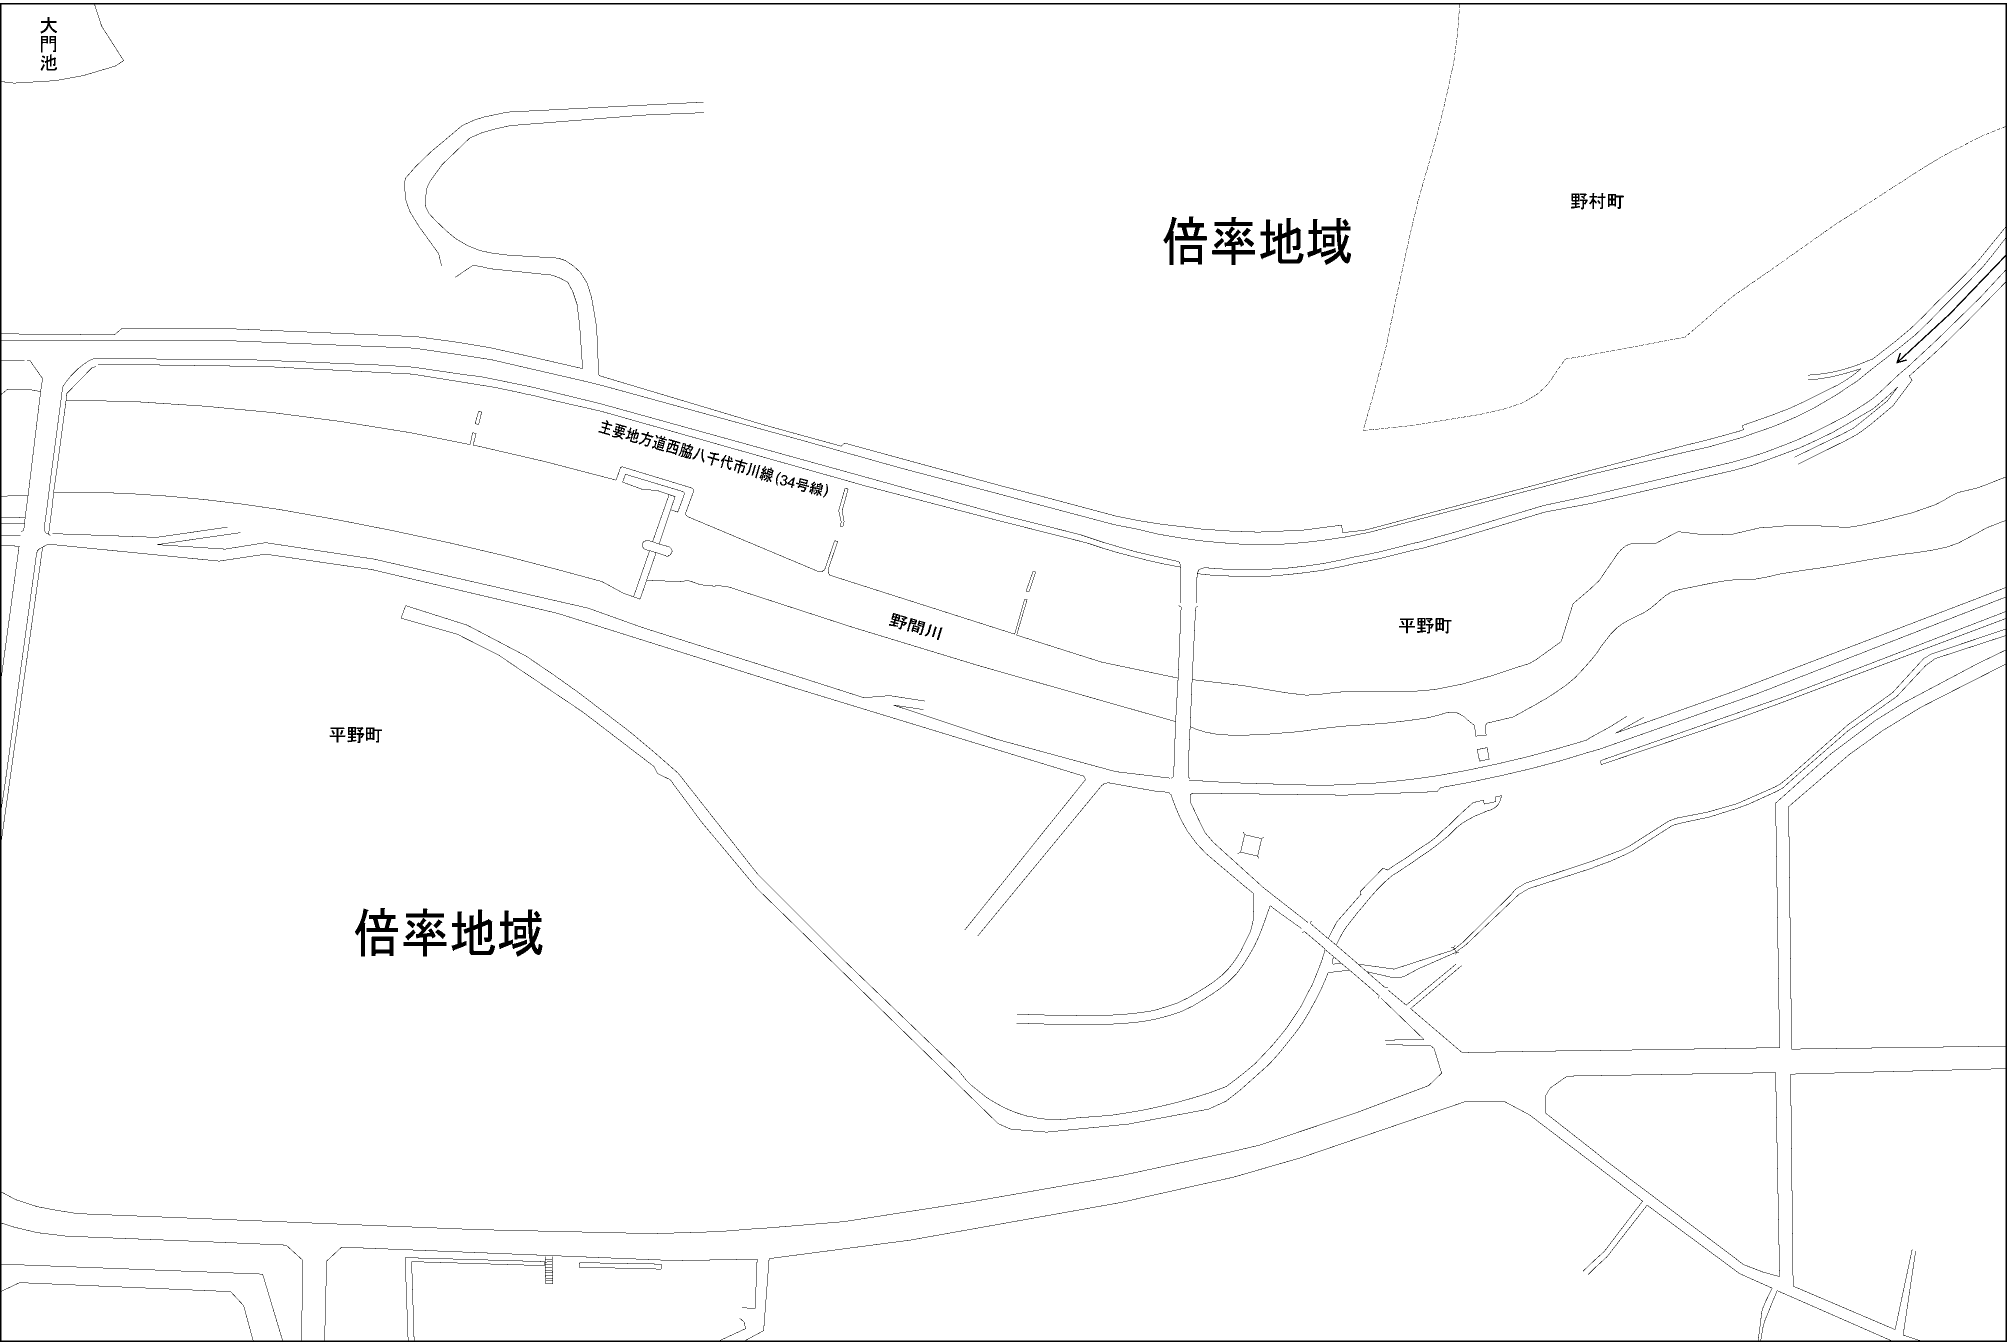 大門池
野村町
倍率地域
主要地方道西脇八千代市川線(34号線)
野間川
平野町
平野町
倍率地域